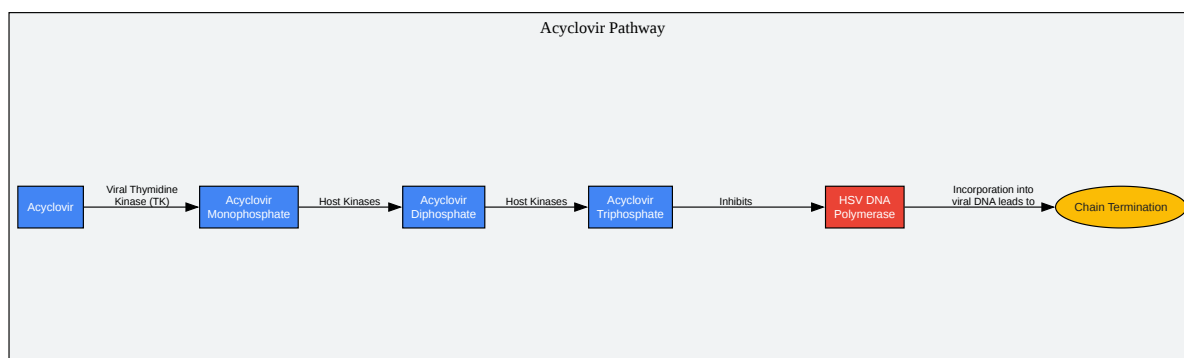 Acyclovir Pathway
Acyclovir
Viral Thymidine
Kinase (TK)
Acyclovir
Monophosphate
Host Kinases
Acyclovir
Diphosphate
Host Kinases
Acyclovir
Triphosphate
Inhibits
HSV DNA
Polymerase
Incorporation into
viral DNA leads to
Chain Termination